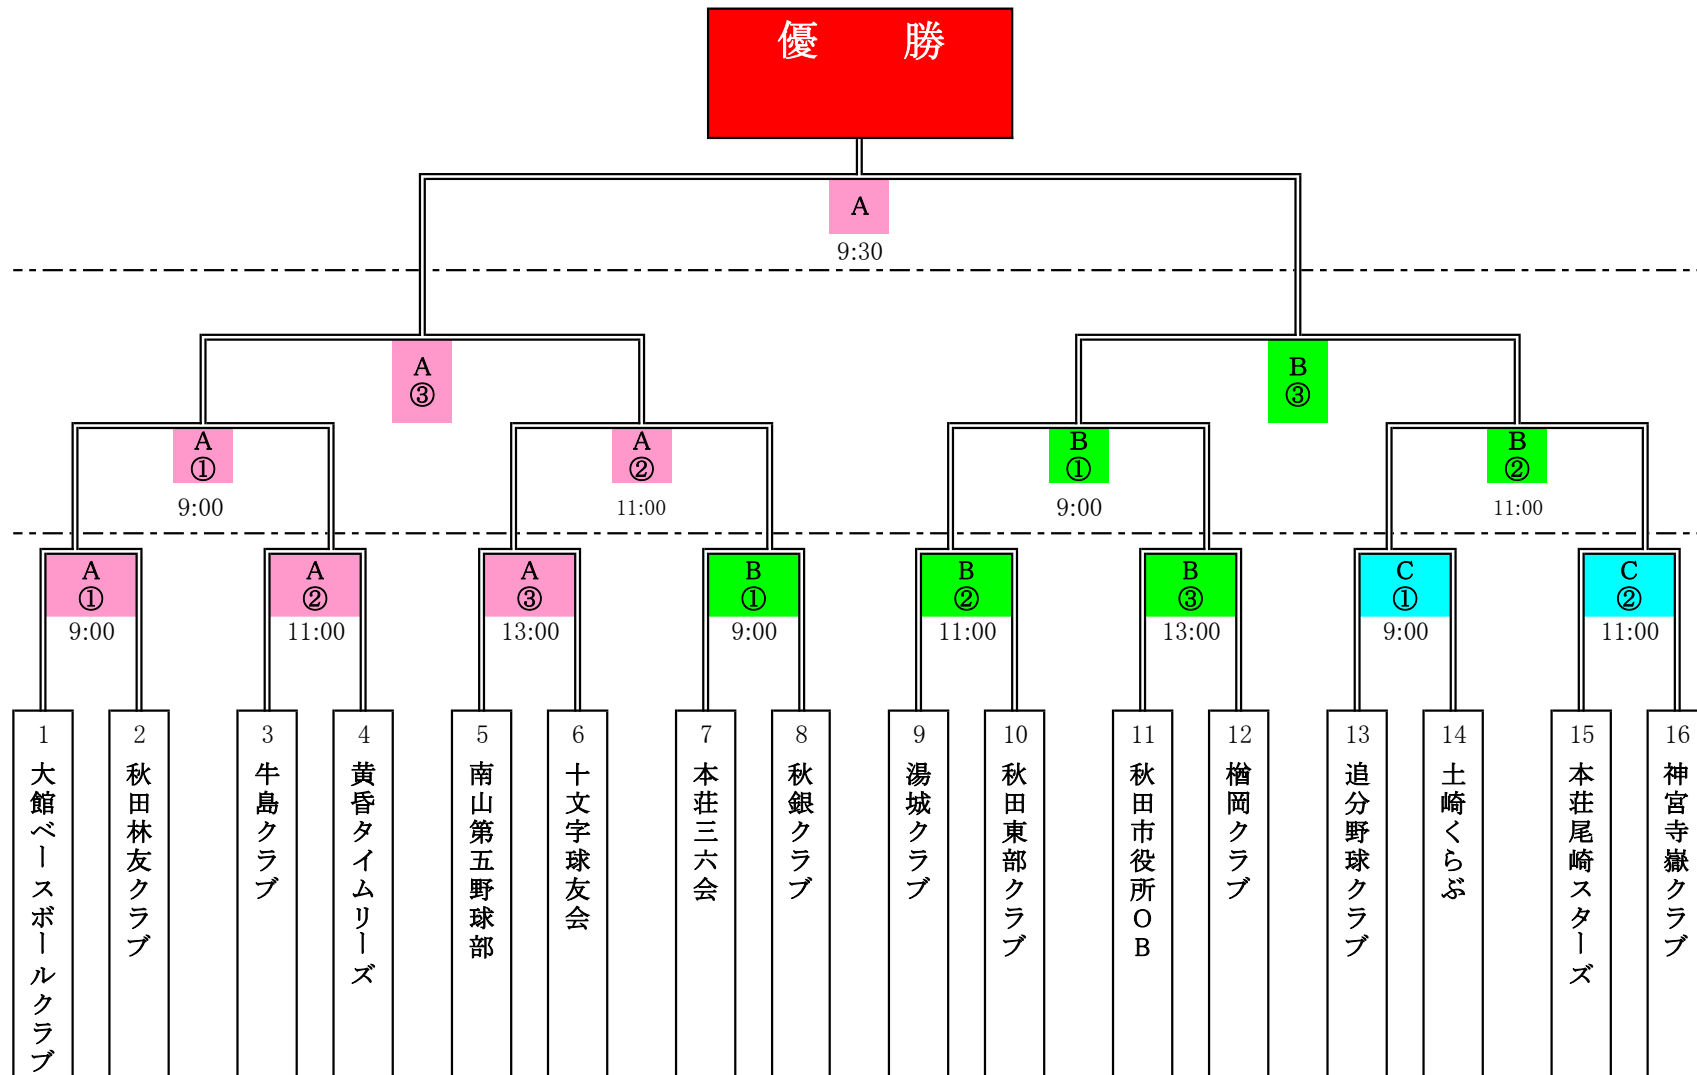 優　勝
A
9:30
A
③
B
③
A
①
9:00
A
②
11:00
B
①
9:00
B
②
11:00
A
①
9:00
A
②
11:00
A
③
13:00
B
①
9:00
B
②
11:00
B
③
13:00
C
①
9:00
C
②
11:00
1
大館ベースボールクラブ
2
秋田林友クラブ
3
牛島クラブ
4
黄昏タイムリーズ
5
南山第五野球部
6
十文字球友会
7
本荘三六会
8
秋銀クラブ
9
湯城クラブ
10
秋田東部クラブ
11
秋田市役所OB
12
楢岡クラブ
13
追分野球クラブ
14
土崎くらぶ
15
本荘尾崎スターズ
16
神宮寺嶽クラブ